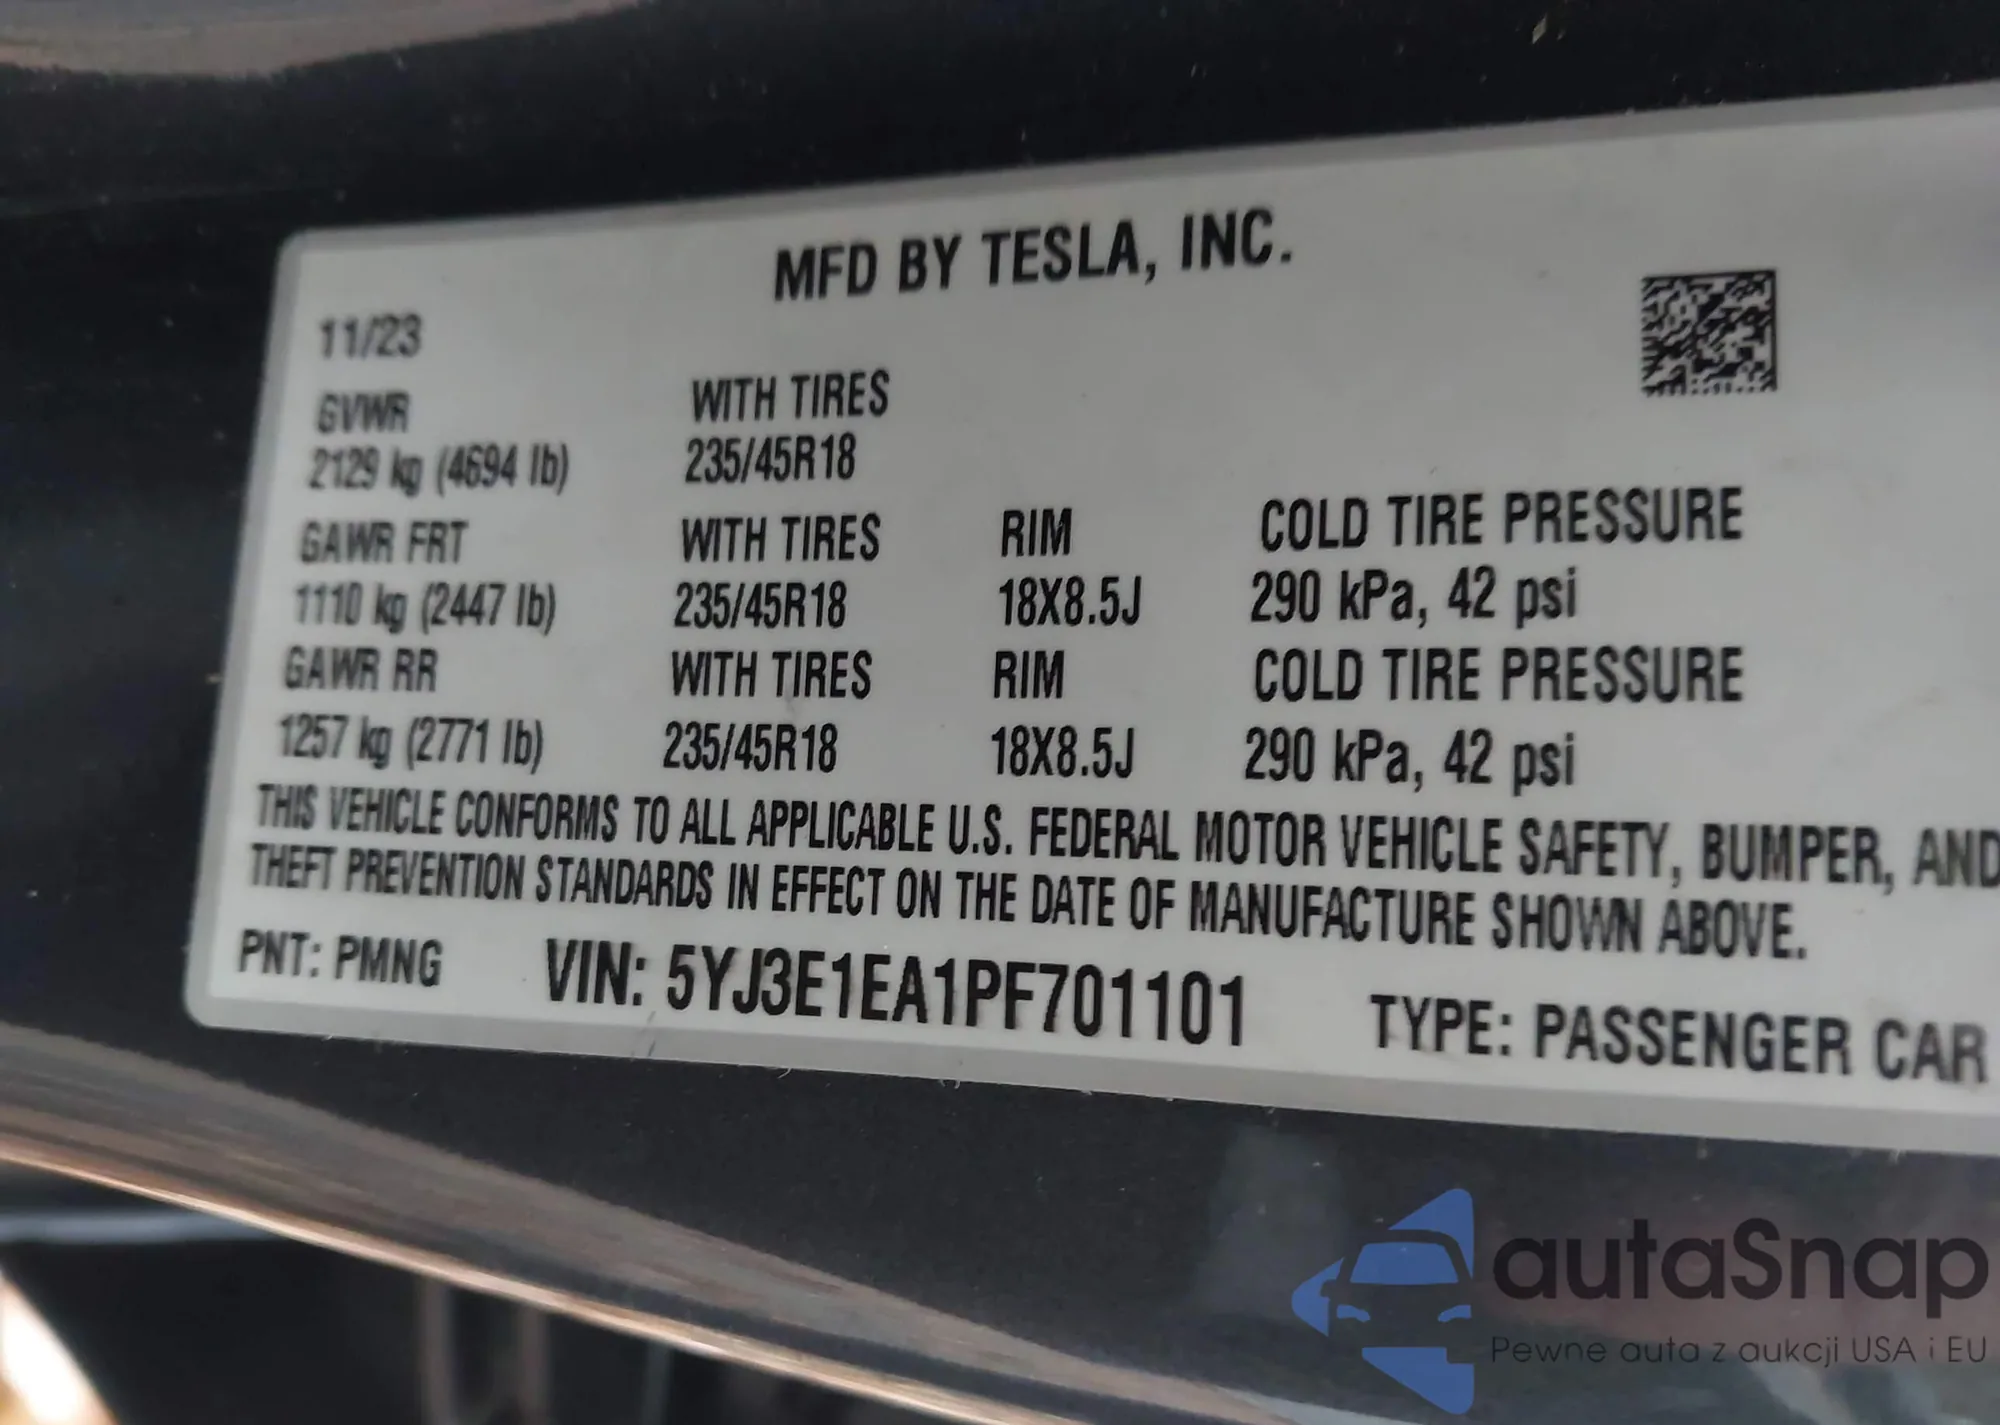 MFD BY TESLA, INC.
11/23
GVWR WITH TIRES
2129 kg (4694 lb) 235/45R18
GAWR FRT WITH TIRES RIM COLD TIRE PRESSURE
1110 kg (2447 lb) 235/45R18 18X8.5J 290 kPa, 42 psi
GAWR RR WITH TIRES RIM COLD TIRE PRESSURE
1257 kg (2771 lb) 235/45R18 18X8.5J 290 kPa, 42 psi
THIS VEHICLE CONFORMS TO ALL APPLICABLE U.S. FEDERAL MOTOR VEHICLE SAFETY, BUMPER, AND
THEFT PREVENTION STANDARDS IN EFFECT ON THE DATE OF MANUFACTURE SHOWN ABOVE.
PNT: PMNG VIN: 5YJ3E1EA1PF701101 TYPE: PASSENGER CAR
autaSnap
Pewne auta z aukcji USA i EU